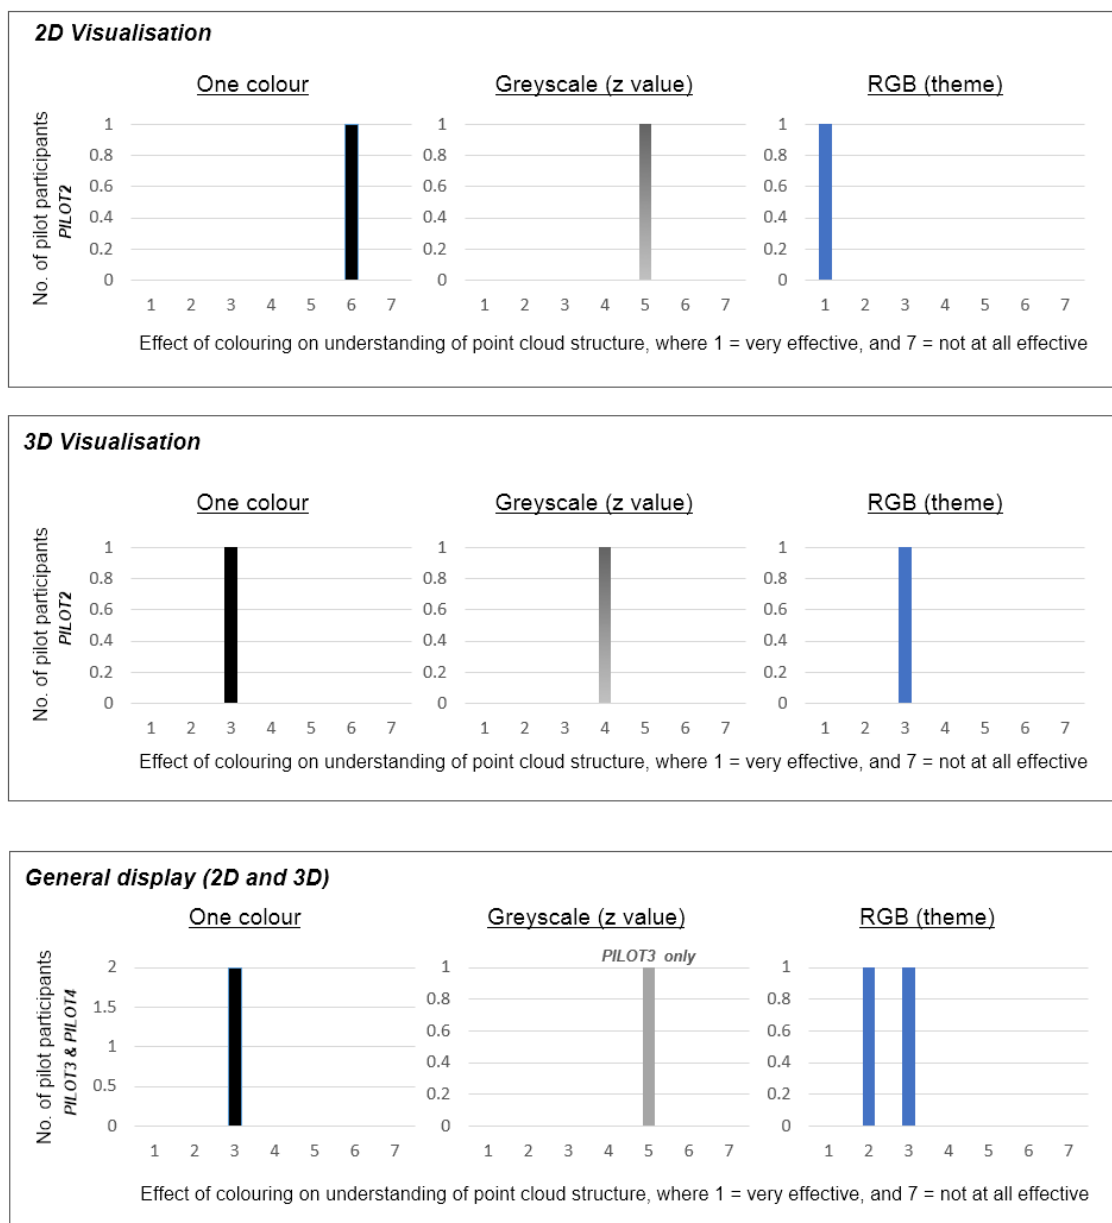 2D Visualisation
One colour
Greyscale (z value)
RGB (theme)
No. of pilot participants
PILOT2
1
0.8
0.6
0.4
0.2
0
1 2 3 4 5 6 7
1
0.8
0.6
0.4
0.2
0
1 2 3 4 5 6 7
1
0.8
0.6
0.4
0.2
0
1 2 3 4 5 6 7
Effect of colouring on understanding of point cloud structure, where 1 = very effective, and 7 = not at all effective
3D Visualisation
One colour
Greyscale (z value)
RGB (theme)
No. of pilot participants
PILOT2
1
0.8
0.6
0.4
0.2
0
1 2 3 4 5 6 7
1
0.8
0.6
0.4
0.2
0
1 2 3 4 5 6 7
1
0.8
0.6
0.4
0.2
0
1 2 3 4 5 6 7
Effect of colouring on understanding of point cloud structure, where 1 = very effective, and 7 = not at all effective
General display (2D and 3D)
One colour
Greyscale (z value)
RGB (theme)
No. of pilot participants
PILOT3 & PILOT4
2
1.5
1
0.5
0
1 2 3 4 5 6 7
PILOT3 only
1
0.8
0.6
0.4
0.2
0
1 2 3 4 5 6 7
1
0.8
0.6
0.4
0.2
0
1 2 3 4 5 6 7
Effect of colouring on understanding of point cloud structure, where 1 = very effective, and 7 = not at all effective